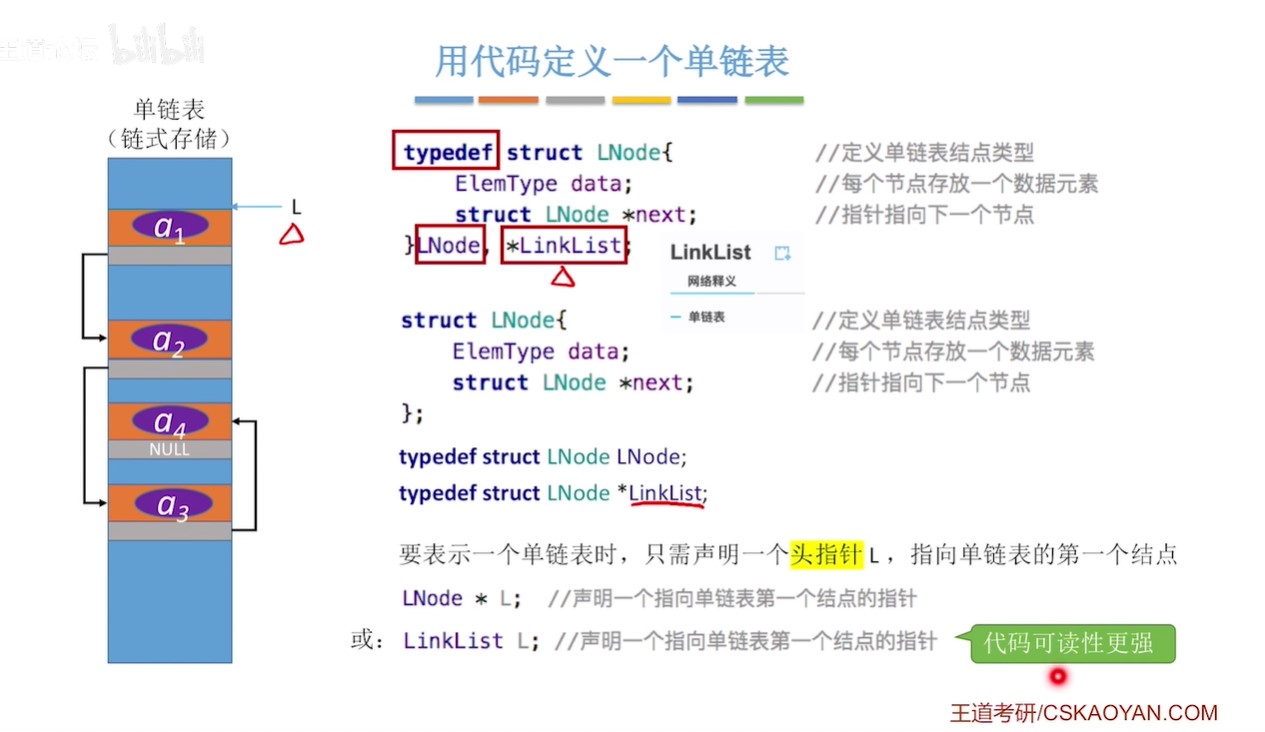 bilibili
用代码定义一个单链表
单链表
（链式存储）
L
a1
a2
a4
NULL
a3
typedef struct LNode{ //定义单链表结点类型
ElemType data; //每个节点存放一个数据元素
struct LNode *next; //指针指向下一个节点
}LNode, *LinkList;
LinkList
网络释义
单链表
struct LNode{ //定义单链表结点类型
ElemType data; //每个节点存放一个数据元素
struct LNode *next; //指针指向下一个节点
};
typedef struct LNode LNode;
typedef struct LNode *LinkList;
要表示一个单链表时，只需声明一个头指针 L ，指向单链表的第一个结点
LNode * L; //声明一个指向单链表第一个结点的指针
或： LinkList L; //声明一个指向单链表第一个结点的指针
代码可读性更强
王道考研/CSKAOYAN.COM